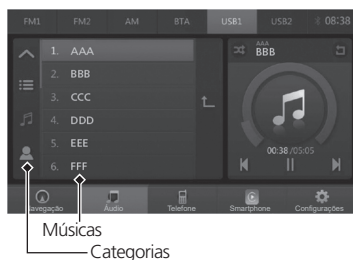 FM1 FM2 AM BTA USB1 USB2 08:38
1. AAA
2. BBB
3. CCC
4. DDD
5. EEE
6. FFF
AAA
BBB
00:38/05:05
Navegação Áudio Telefone Smartphone Configurações
Músicas
Categorias